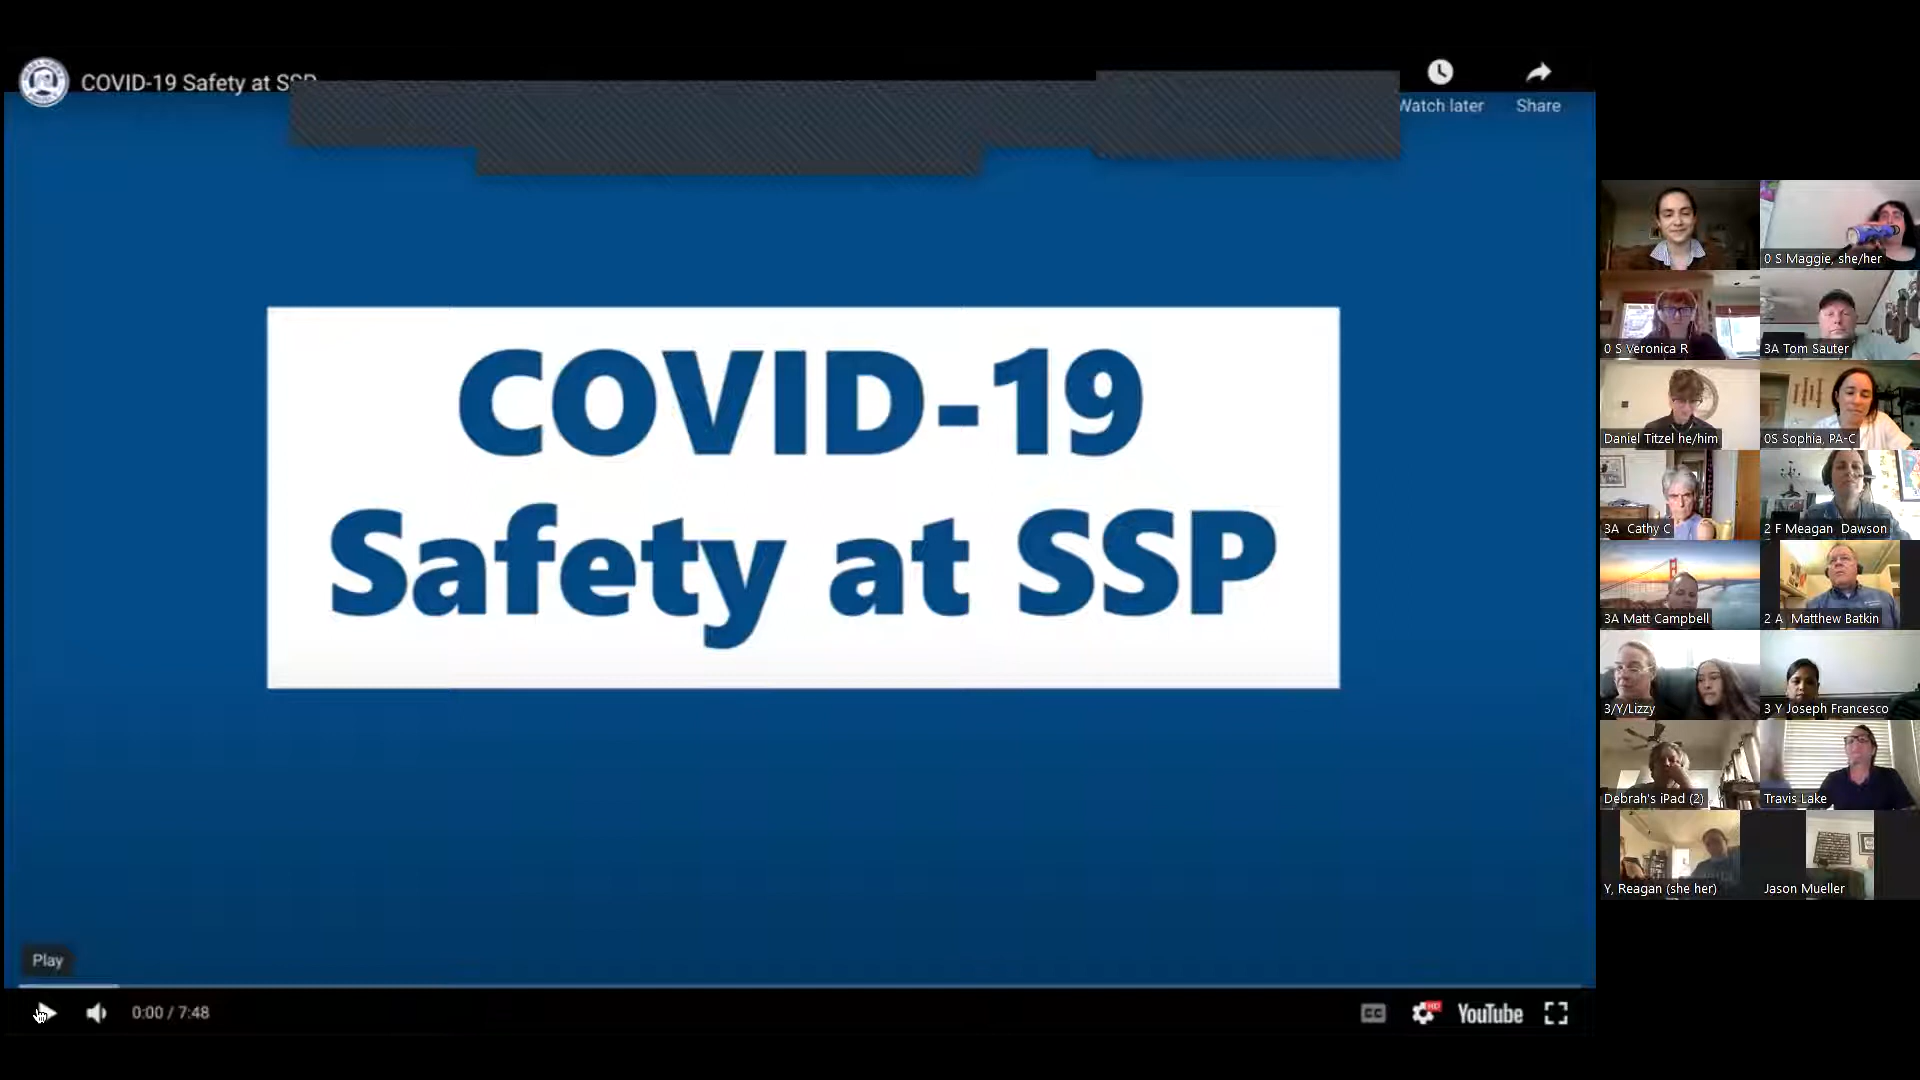 COVID-19 Safety at SSP
Watch later
Share
COVID-19
Safety at SSP
0 S Maggie, she/her
0 S Veronica R
3A Tom Sauter
Daniel Titzel he/him
0S Sophia, PA-C
3A Cathy C
2 F Meagan Dawson
3A Matt Campbell
2 A Matthew Batkin
3/Y/Lizzy
3 Y Joseph Francesco
Debrah's iPad (2)
Travis Lake
Y, Reagan (she her)
Jason Mueller
Play
0:00 / 7:48
CC
HD
YouTube